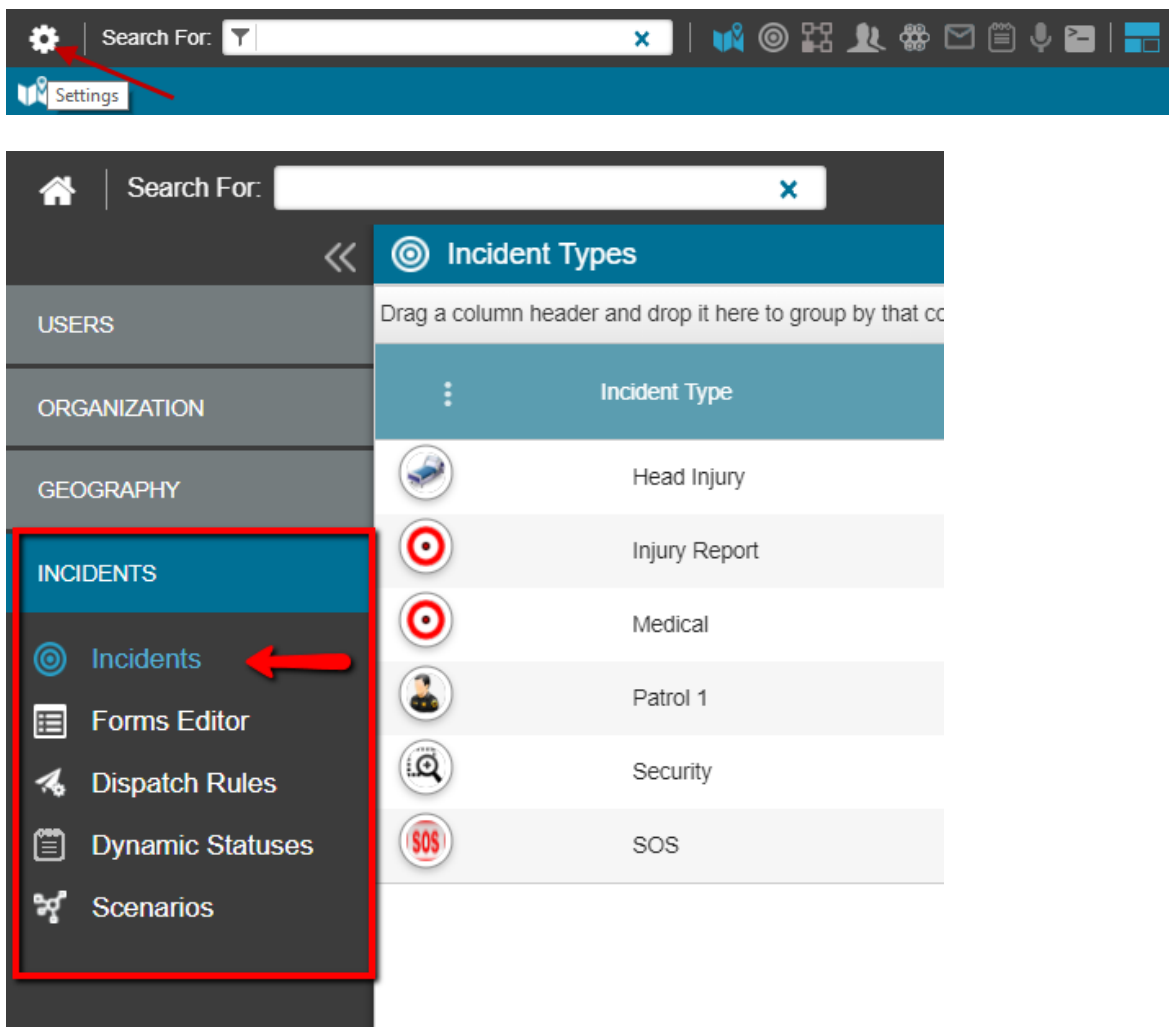 Search For:
Settings
Search For:
Incident Types
USERS
Drag a column header and drop it here to group by that co
ORGANIZATION
Incident Type
GEOGRAPHY
Head Injury
INCIDENTS
Injury Report
Incidents
Medical
Forms Editor
Patrol 1
Dispatch Rules
Security
Dynamic Statuses
SOS
SOS
Scenarios